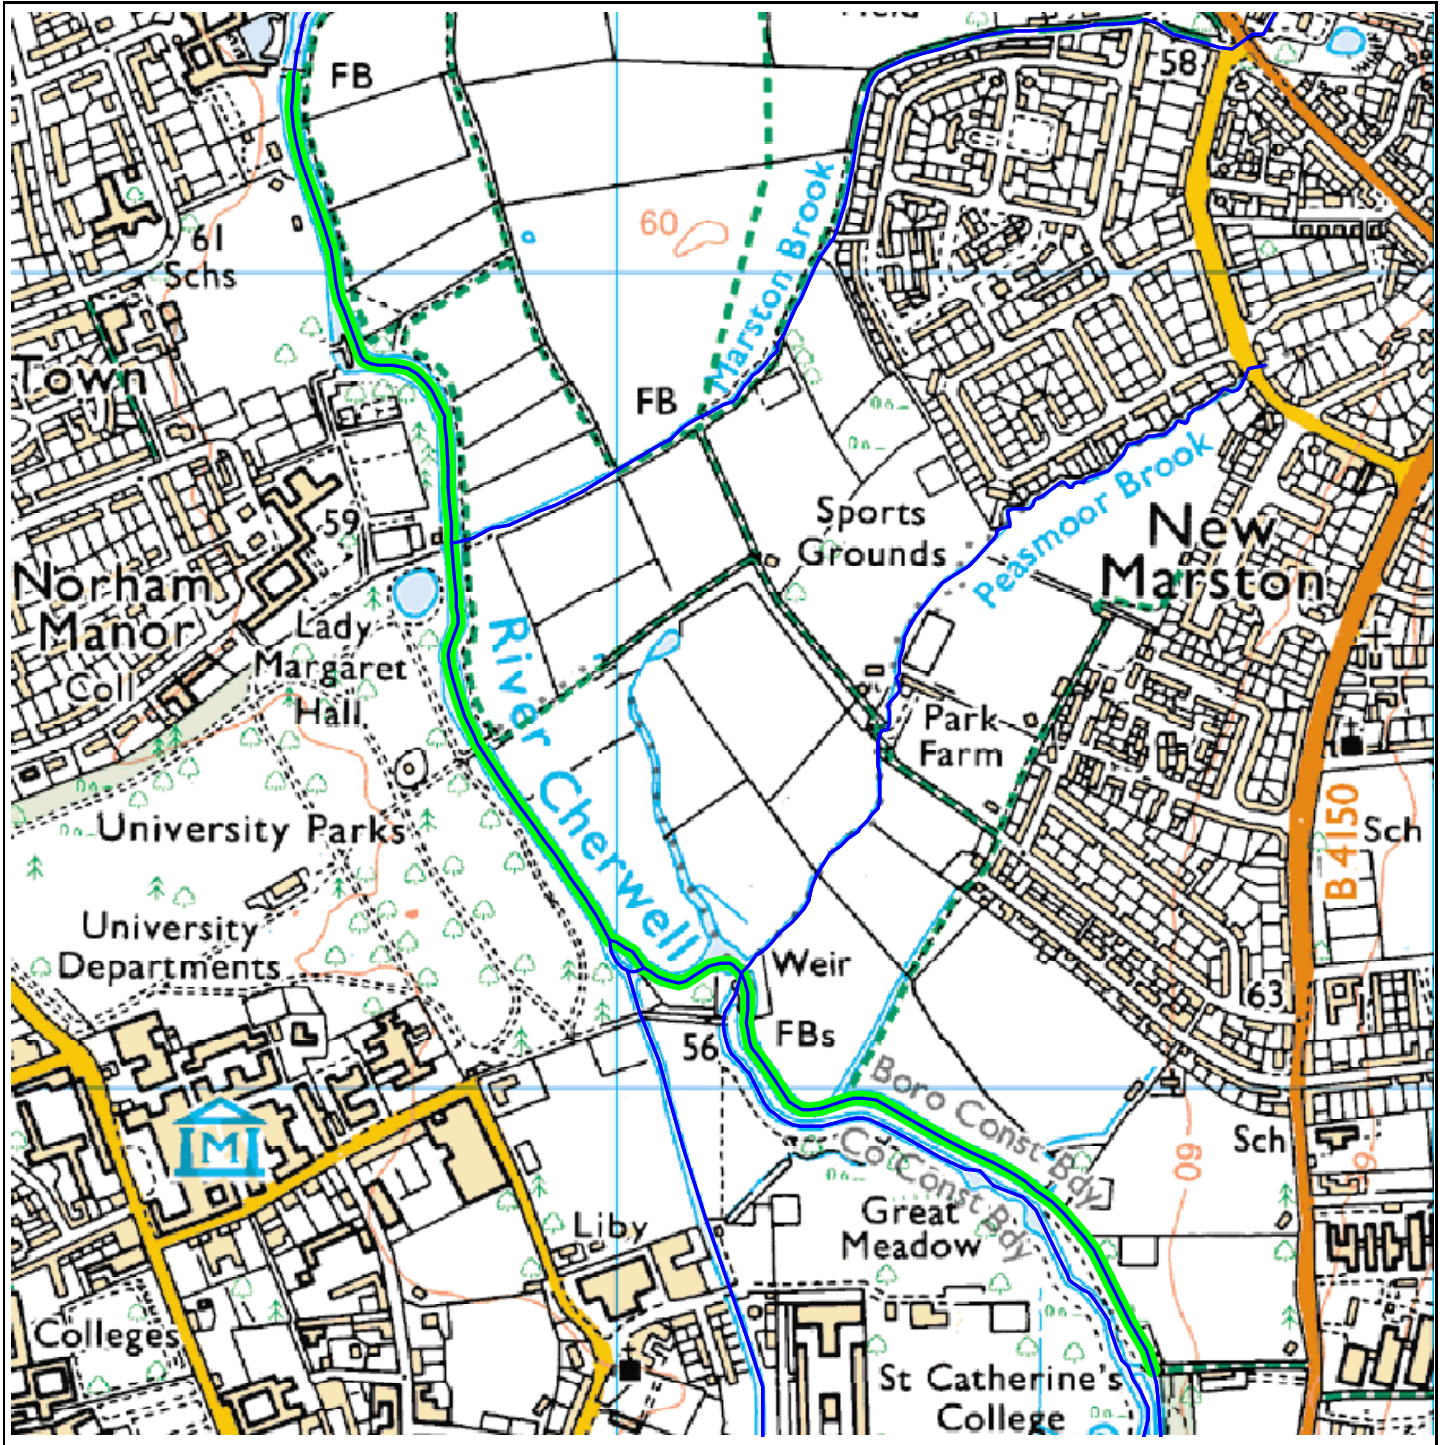 FB
58
Marston Brook
60
61
Schs
Town
FB
Peasmoor Brook
Sports
Grounds
New
Marston
59
Norham
Manor
Lady
Margaret
Hall
Coll
River Cherwell
Park
Farm
B 4150
Sch
University Parks
University
Departments
Weir
63
FBs
56
Boro Const Bdy
Co Const Bdy
M
Sch
60
Great
Meadow
Liby
Colleges
St Catherine's
College